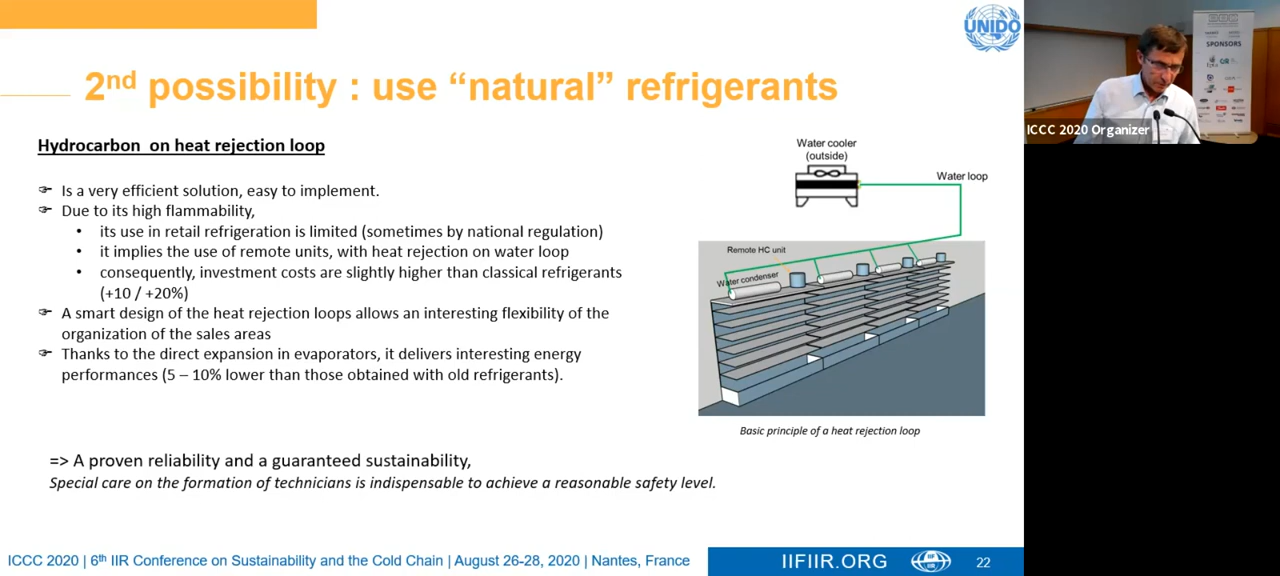 UNIDO
2nd possibility : use “natural” refrigerants
Hydrocarbon on heat rejection loop
☞ Is a very efficient solution, easy to implement.
☞ Due to its high flammability,
• its use in retail refrigeration is limited (sometimes by national regulation)
• it implies the use of remote units, with heat rejection on water loop
• consequently, investment costs are slightly higher than classical refrigerants
(+10 / +20%)
☞ A smart design of the heat rejection loops allows an interesting flexibility of the
organization of the sales areas
☞ Thanks to the direct expansion in evaporators, it delivers interesting energy
performances (5 – 10% lower than those obtained with old refrigerants).
=> A proven reliability and a guaranteed sustainability,
Special care on the formation of technicians is indispensable to achieve a reasonable safety level.
Water cooler
(outside)
Water loop
Remote HC unit
Water condenser
Basic principle of a heat rejection loop
ICCC 2020 | 6th IIR Conference on Sustainability and the Cold Chain | August 26-28, 2020 | Nantes, France
IIFIIR.ORG
22
SPONSORS
ICCC 2020 Organizer